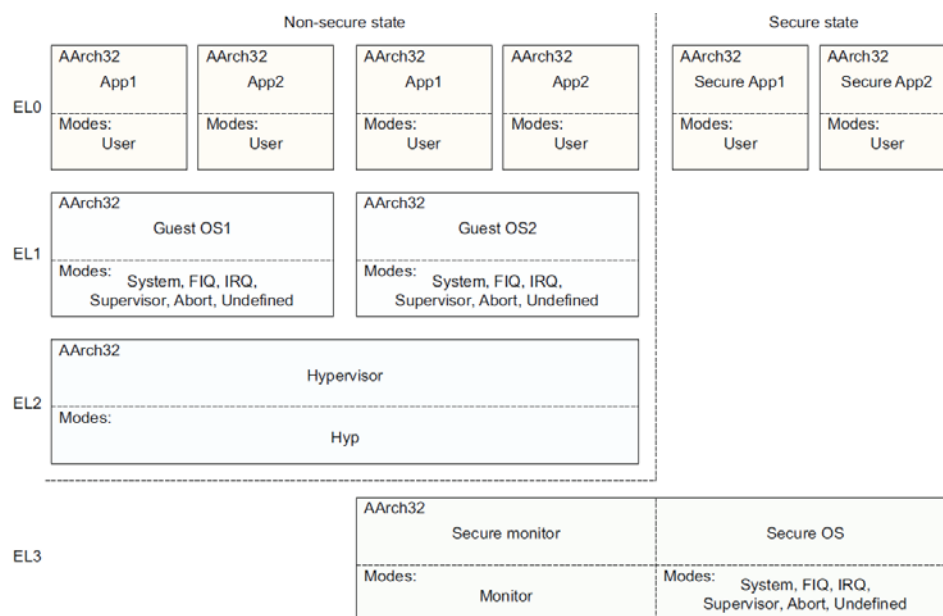 Non-secure state
Secure state
AArch32
App1
Modes:
User
AArch32
App2
Modes:
User
AArch32
App1
Modes:
User
AArch32
App2
Modes:
User
AArch32
Secure App1
Modes:
User
AArch32
Secure App2
Modes:
User
EL0
AArch32
Guest OS1
Modes:
System, FIQ, IRQ,
Supervisor, Abort, Undefined
AArch32
Guest OS2
Modes:
System, FIQ, IRQ,
Supervisor, Abort, Undefined
EL1
AArch32
Hypervisor
Modes:
Hyp
EL2
AArch32
Secure monitor
Modes:
Monitor
Secure OS
Modes:
System, FIQ, IRQ,
Supervisor, Abort, Undefined
EL3